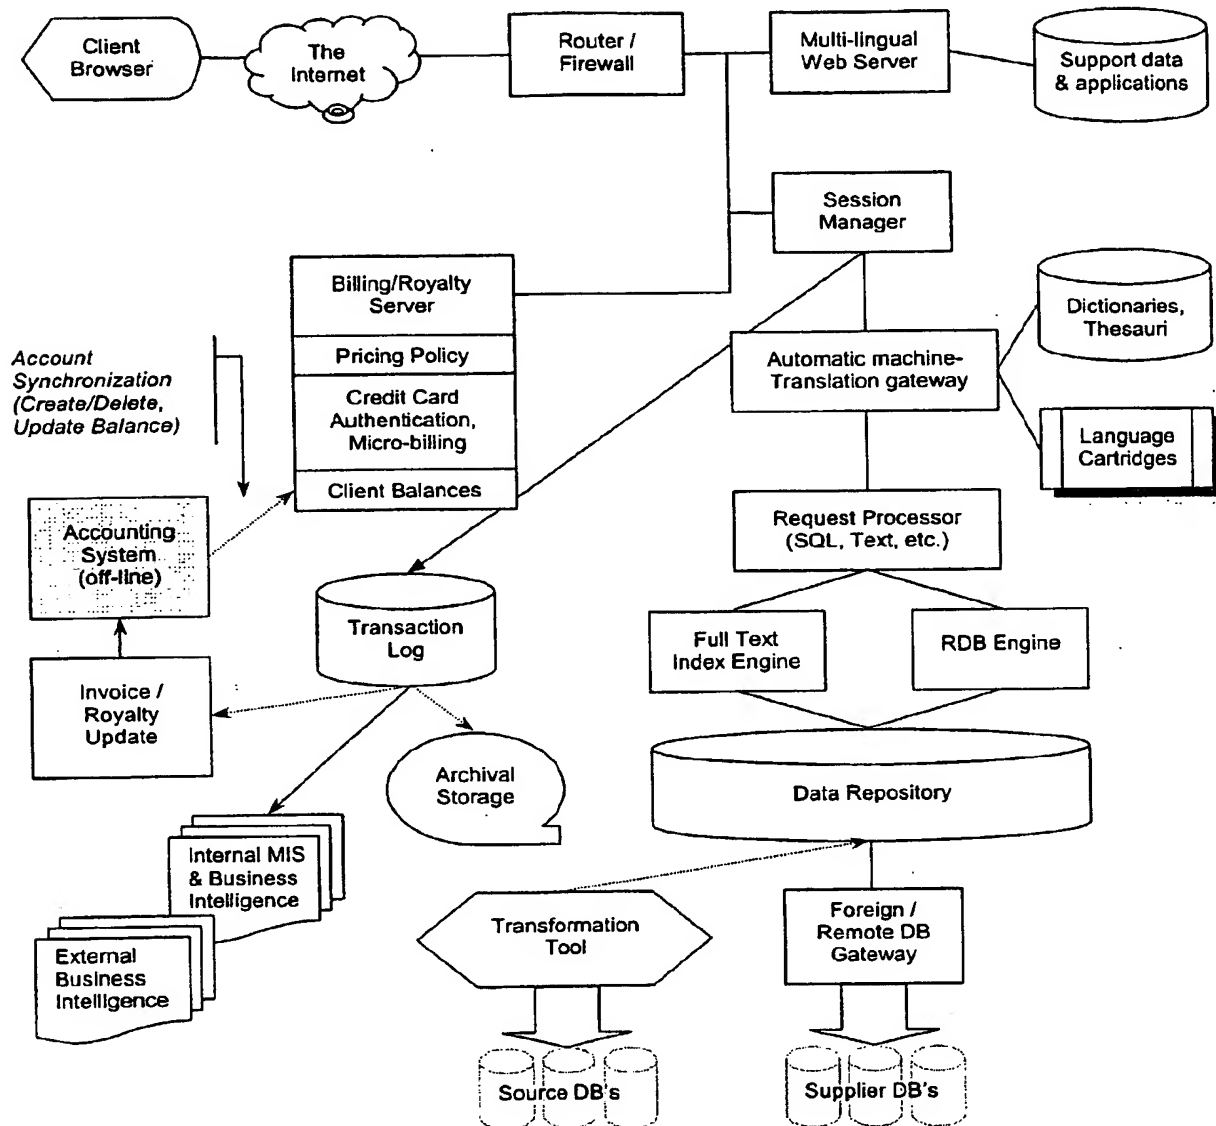 Client
Browser
The
Internet
Router /
Firewall
Multi-lingual
Web Server
Support data
& applications
Session
Manager
Billing/Royalty
Server
Pricing Policy
Credit Card
Authentication,
Micro-billing
Client Balances
Account
Synchronization
(Create/Delete,
Update Balance)
Automatic machine-
Translation gateway
Dictionaries,
Thesauri
Language
Cartridges
Accounting
System
(off-line)
Request Processor
(SQL, Text, etc.)
Transaction
Log
Full Text
Index Engine
RDB Engine
Invoice /
Royalty
Update
Archival
Storage
Data Repository
Internal MIS
& Business
Intelligence
External
Business
Intelligence
Transformation
Tool
Foreign /
Remote DB
Gateway
Source DB's
Supplier DB's